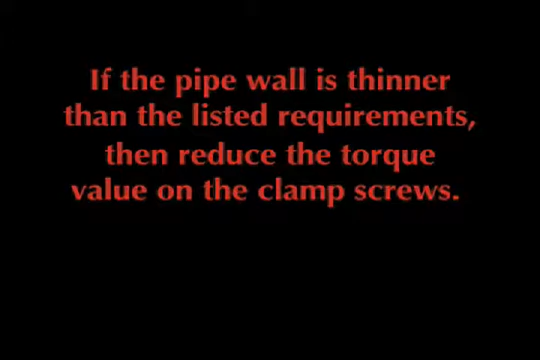 If the pipe wall is thinner
than the listed requirements,
then reduce the torque
value on the clamp screws.